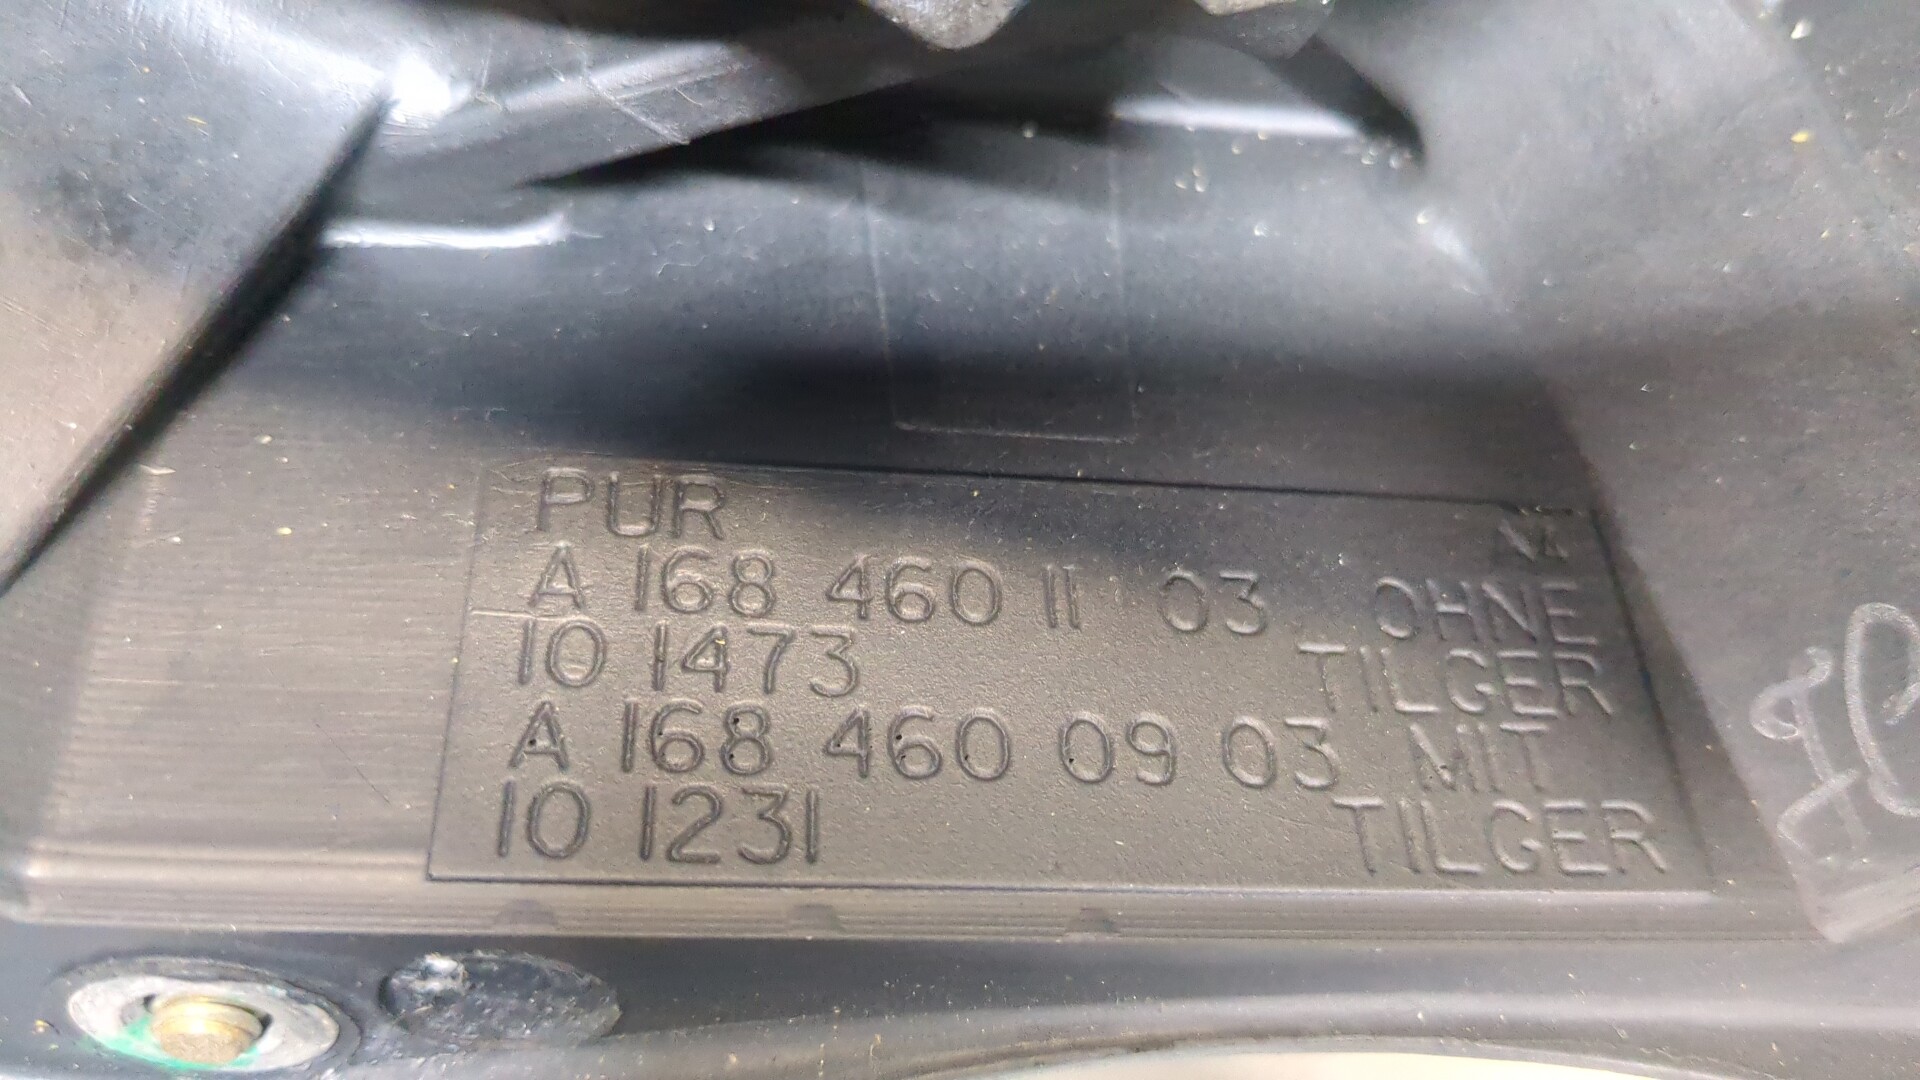 PUR
A 168 460 11 03 OHNE
10 1473 TILGER
A 168 460 09 03 MIT
10 1231 TILGER